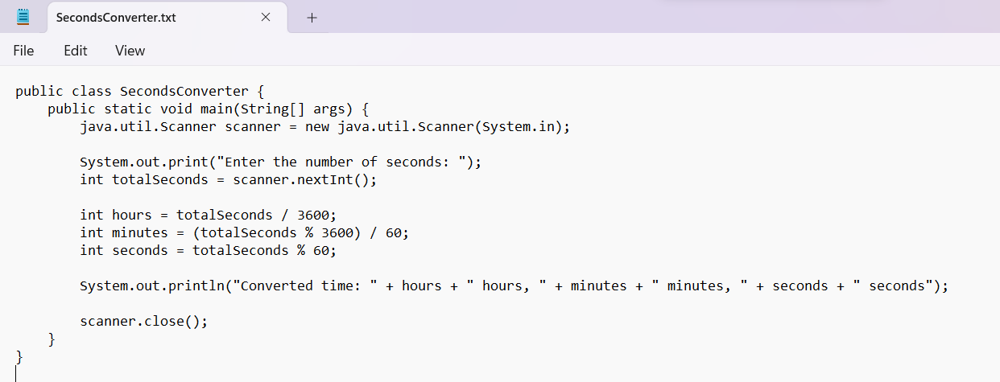 SecondsConverter.txt
File Edit View
public class SecondsConverter {
    public static void main(String[] args) {
        java.util.Scanner scanner = new java.util.Scanner(System.in);
        System.out.print("Enter the number of seconds: ");
        int totalSeconds = scanner.nextInt();
        int hours = totalSeconds / 3600;
        int minutes = (totalSeconds % 3600) / 60;
        int seconds = totalSeconds % 60;
        System.out.println("Converted time: " + hours + " hours, " + minutes + " minutes, " + seconds + " seconds");
        scanner.close();
    }
}